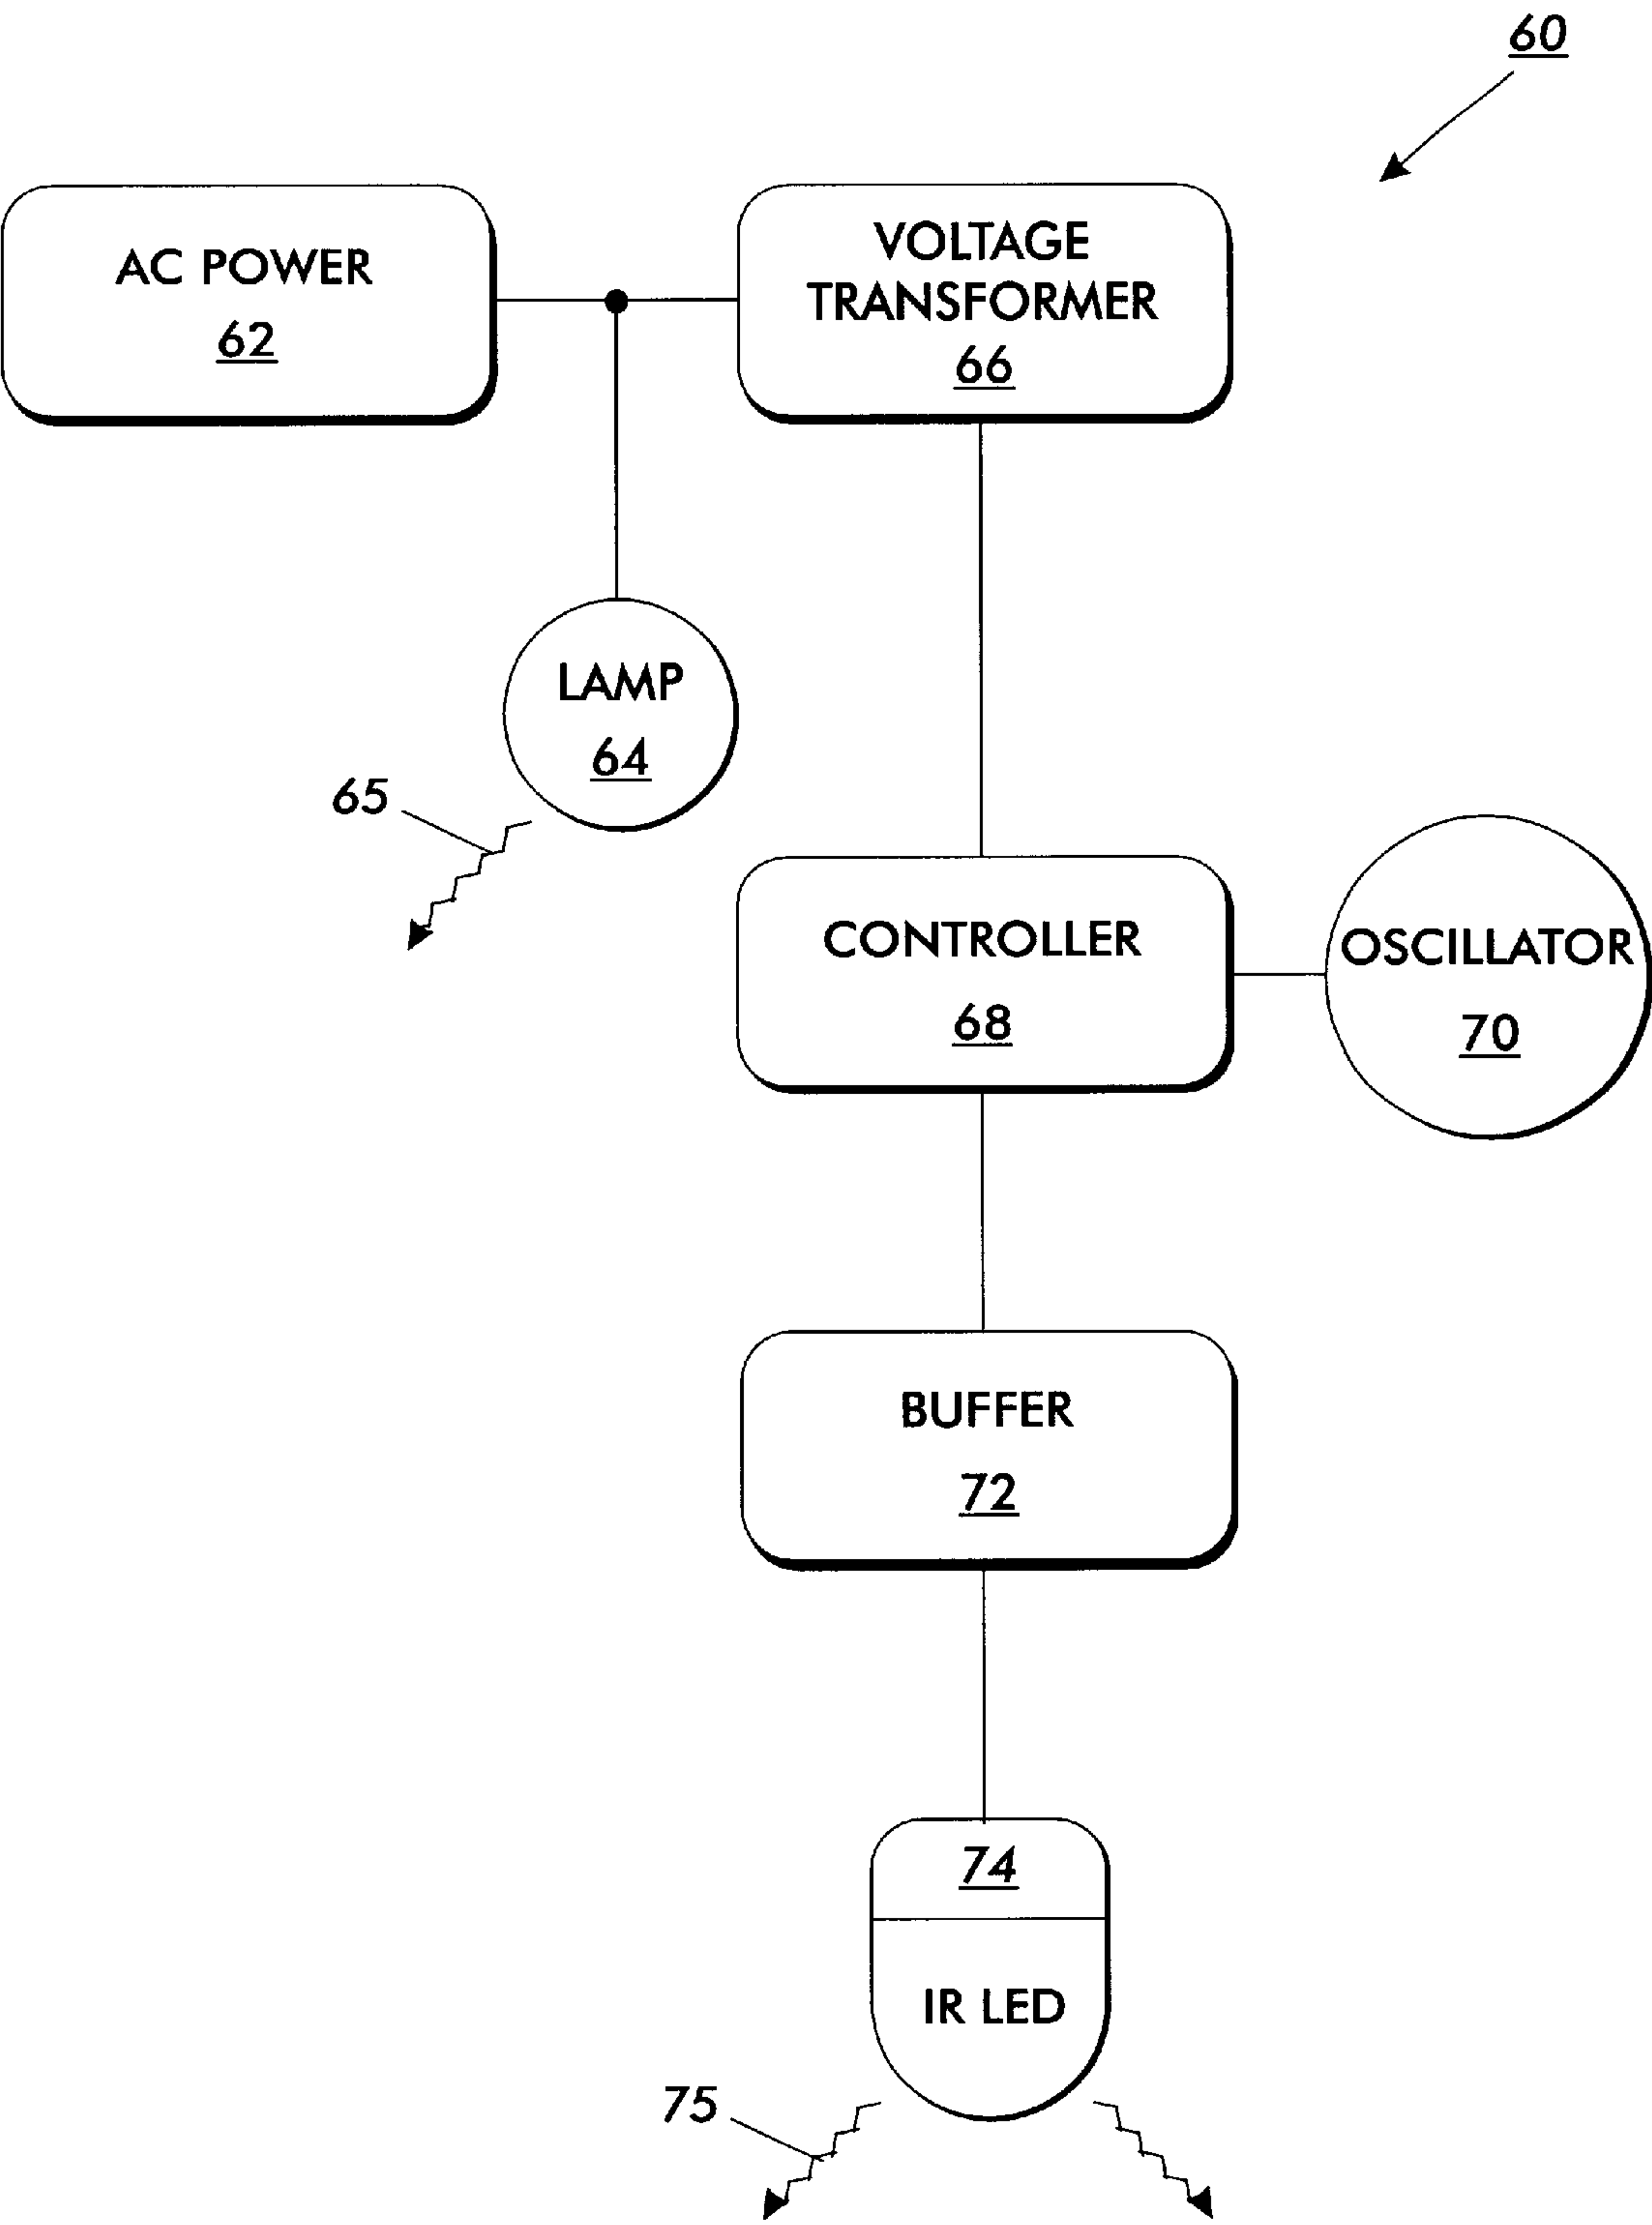 60
AC POWER
62
VOLTAGE
TRANSFORMER
66
LAMP
64
65
CONTROLLER
68
OSCILLATOR
70
BUFFER
72
74
IR LED
75